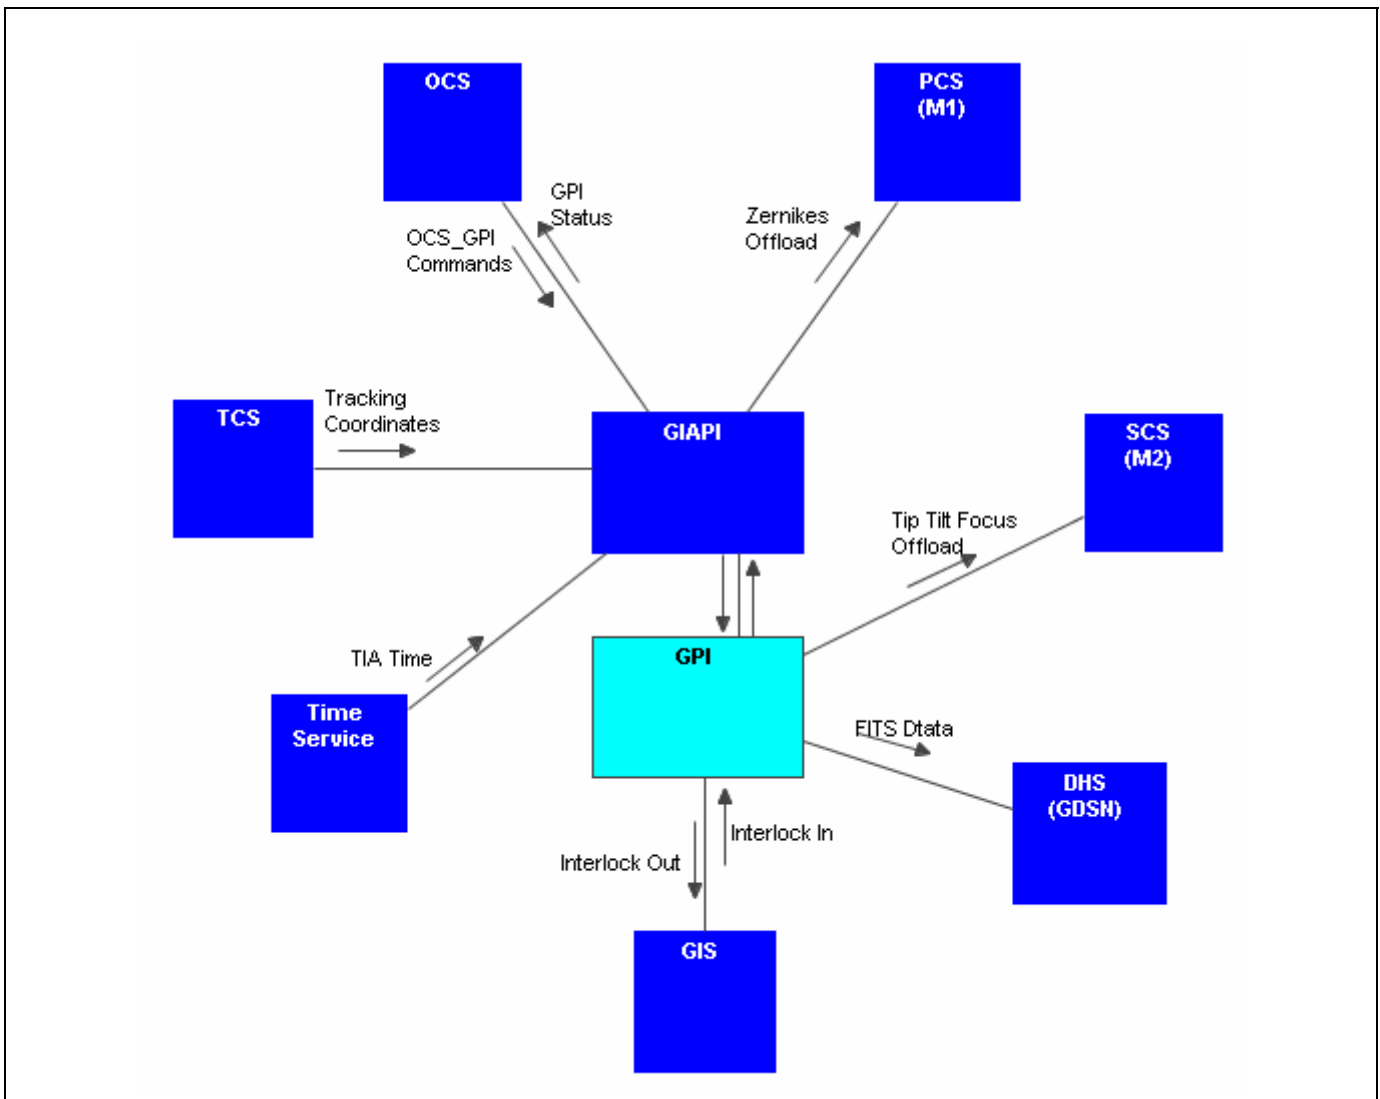 OCS
PCS
(M1)
GPI
Status
Zernikes
Offload
OCS_GPI
Commands
Tracking
Coordinates
TCS
GIAPI
SCS
(M2)
Tip Tilt Focus
Offload
TIA Time
GPI
Time
Service
FITS Dtata
DHS
(GDSN)
Interlock In
Interlock Out
GIS